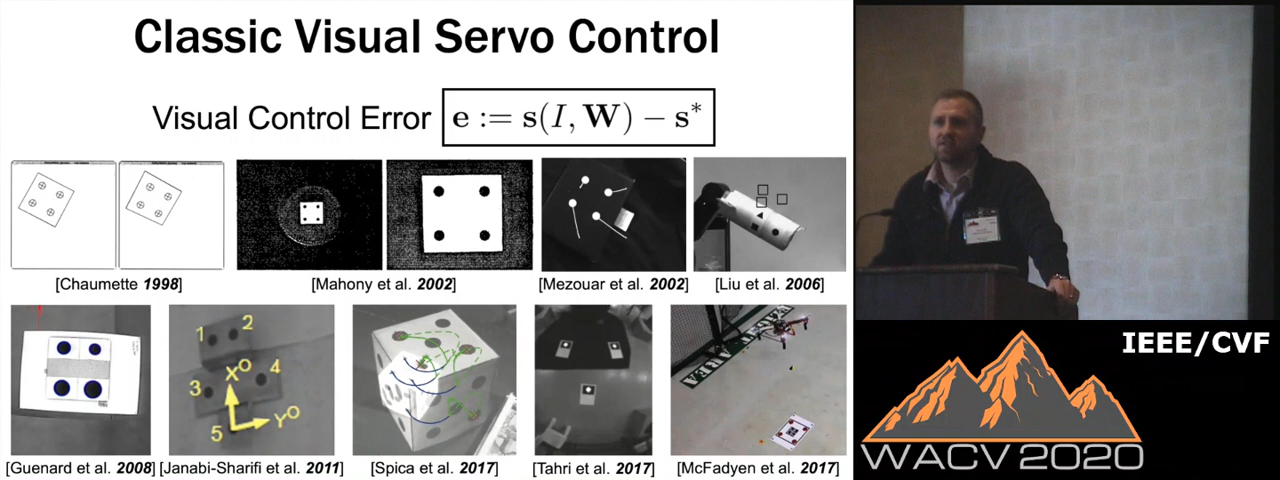 Classic Visual Servo Control
Visual Control Error e := s(I, W) − s*
[Chaumette 1998]
[Mahony et al. 2002]
[Mezouar et al. 2002]
[Liu et al. 2006]
1 2
3 4
5
X^O
Y^O
AREA
[Guenard et al. 2008]
[Janabi-Sharifi et al. 2011]
[Spica et al. 2017]
[Tahri et al. 2017]
[McFadyen et al. 2017]
IEEE/CVF
WACV 2020